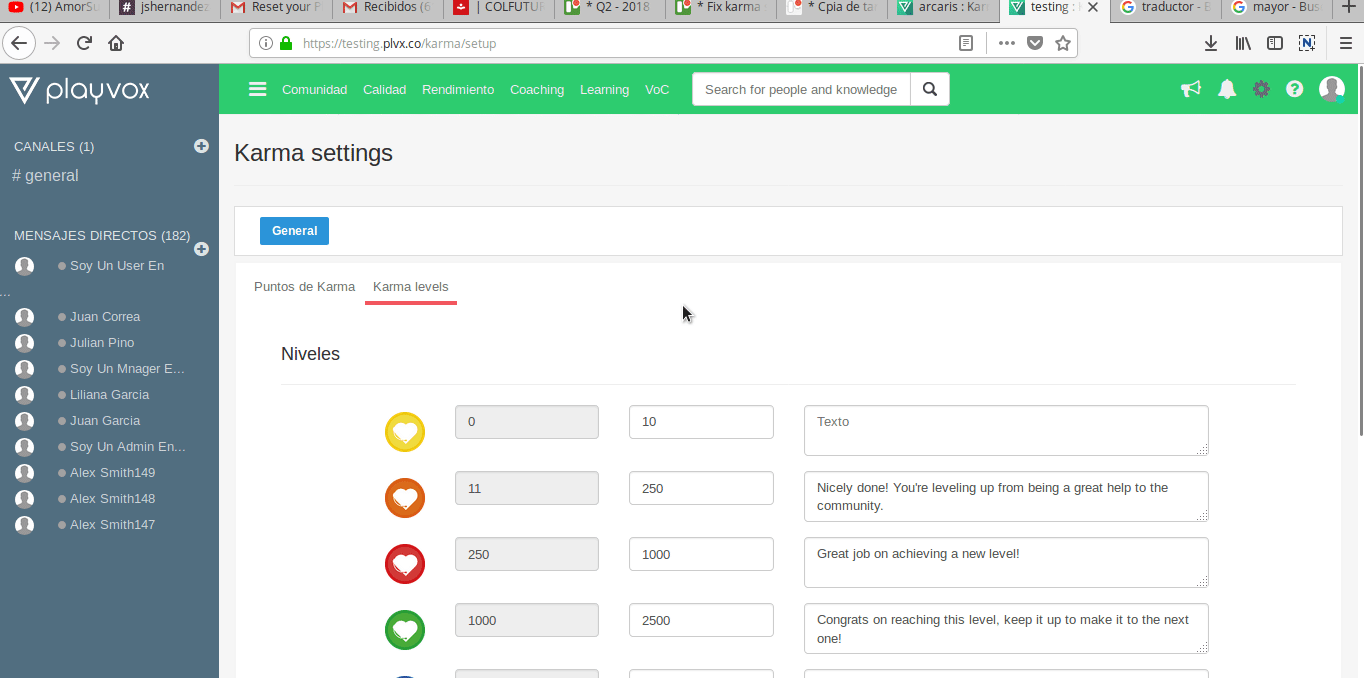 (12) AmorSu
jshernandez
Reset your P
Recibidos (6
| COLFUTUR
* Q2 - 2018
* Fix karma
* Cpia de ta
arcaris : Kar
testing : K
traductor - B
mayor - Bus
https://testing.plvx.co/karma/setup
playvox
Comunidad Calidad Rendimiento Coaching Learning VoC
Search for people and knowledge
CANALES (1)
# general
MENSAJES DIRECTOS (182)
Soy Un User En
...
Juan Correa
Julian Pino
Soy Un Mnager E...
Liliana Garcia
Juan Garcia
Soy Un Admin En...
Alex Smith149
Alex Smith148
Alex Smith147
Karma settings
General
Puntos de Karma Karma levels
Niveles
0 10 Texto
11 250 Nicely done! You're leveling up from being a great help to the
community.
250 1000 Great job on achieving a new level!
1000 2500 Congrats on reaching this level, keep it up to make it to the next
one!